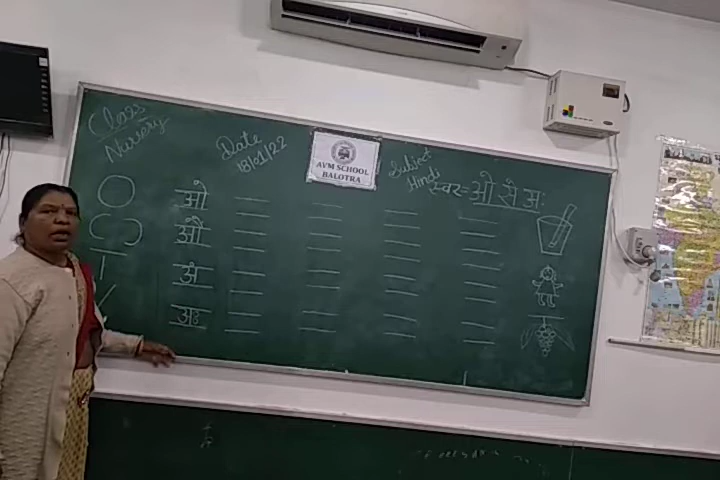 Class
Nursery
Date
18/01/22
AVM SCHOOL
BALOTRA
Subject
Hindi
स्वर= ओ से अः
ओ
औ
अं
अः